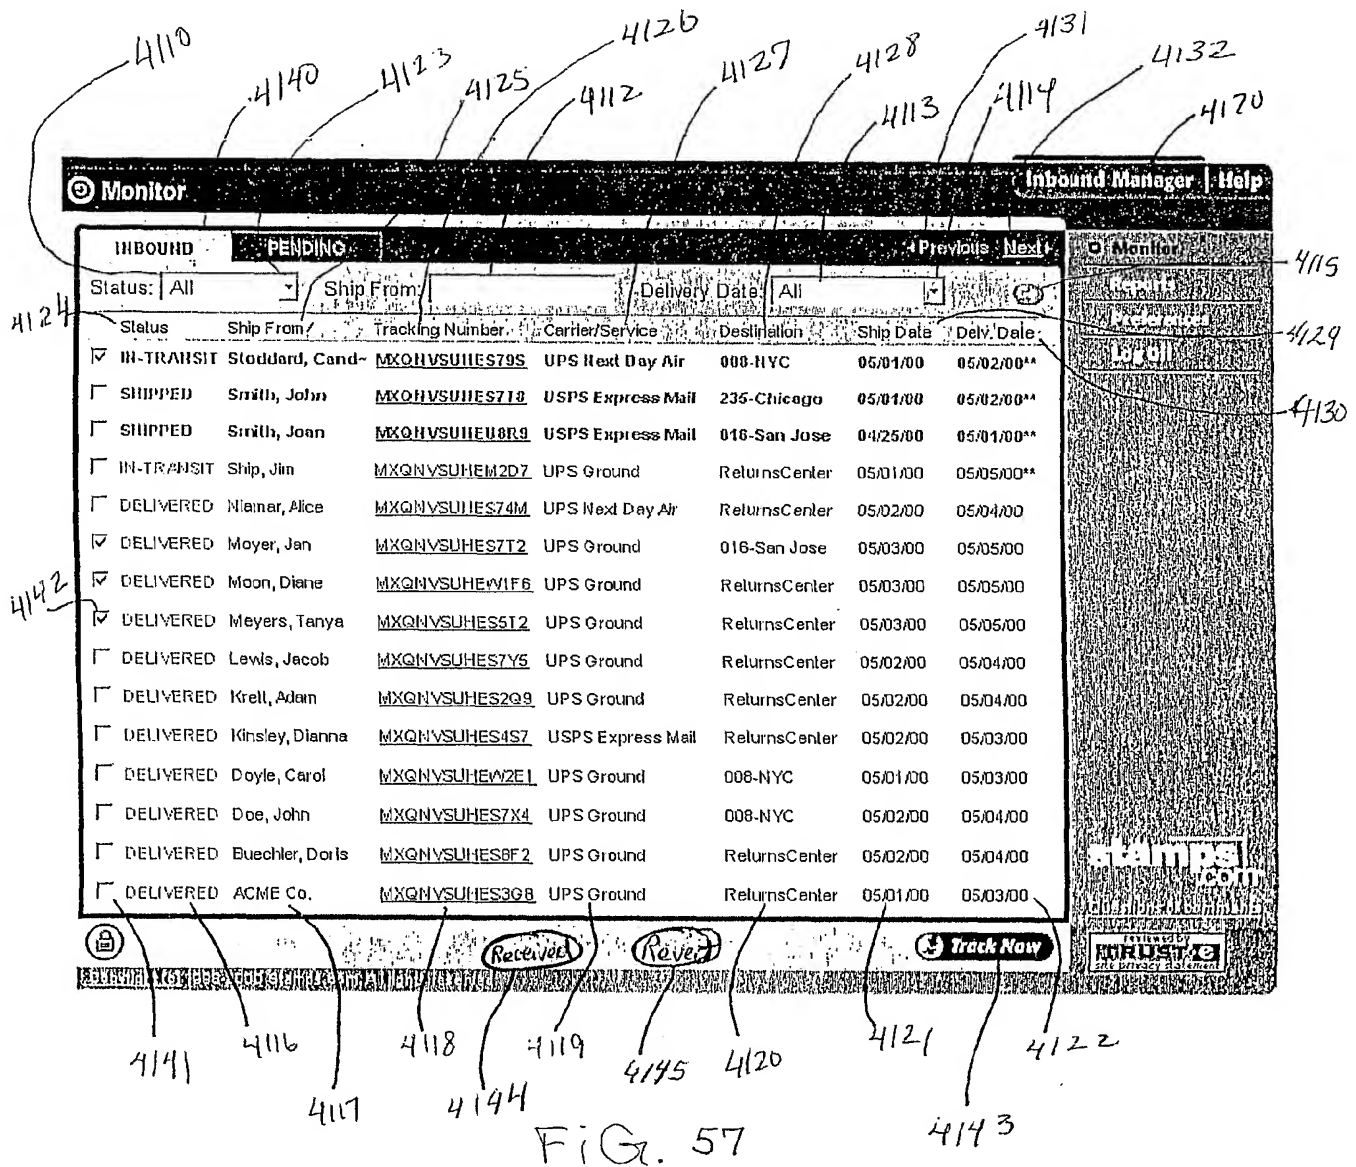 4110 4140 4123 4125 4126 4112 4127 4128 4113 4131 4114 4132 4170
Monitor Inbound Manager | Help
INBOUND PENDING Previous Next Monitor
Status: All Ship From: Delivery Date: All Reports 4115
4124 Status Ship From Tracking Number Carrier/Service Destination Ship Date Delv. Date 4129
Log Off
IN-TRANSIT Stoddard, Cand~ MXQNVSUHES79S UPS Next Day Air 008-NYC 05/01/00 05/02/00**
SHIPPED Smith, John MXQNVSUHES718 USPS Express Mail 235-Chicago 05/01/00 05/02/00** 4130
SHIPPED Smith, Joan MXQNVSUHEU8R9 USPS Express Mail 016-San Jose 04/25/00 05/01/00**
IN-TRANSIT Ship, Jim MXQNVSUHEM2D7 UPS Ground ReturnsCenter 05/01/00 05/05/00**
DELIVERED Niamar, Alice MXQNVSUHES74M UPS Next Day Air ReturnsCenter 05/02/00 05/04/00
DELIVERED Moyer, Jan MXQNVSUHES7T2 UPS Ground 016-San Jose 05/03/00 05/05/00
DELIVERED Moon, Diane MXQNVSUHEW1F6 UPS Ground ReturnsCenter 05/03/00 05/05/00
4142 DELIVERED Meyers, Tanya MXQNVSUHES5T2 UPS Ground ReturnsCenter 05/03/00 05/05/00
DELIVERED Lewis, Jacob MXQNVSUHES7Y5 UPS Ground ReturnsCenter 05/02/00 05/04/00
DELIVERED Krell, Adam MXQNVSUHES2Q9 UPS Ground ReturnsCenter 05/02/00 05/04/00
DELIVERED Kinsley, Dianna MXQNVSUHES4S7 USPS Express Mail ReturnsCenter 05/02/00 05/03/00
DELIVERED Doyle, Carol MXQNVSUHEW2E1 UPS Ground 008-NYC 05/01/00 05/03/00
DELIVERED Doe, John MXQNVSUHES7X4 UPS Ground 008-NYC 05/02/00 05/04/00
DELIVERED Buechler, Doris MXQNVSUHES8F2 UPS Ground ReturnsCenter 05/02/00 05/04/00
stamps.com
DELIVERED ACME Co. MXQNVSUHES3G8 UPS Ground ReturnsCenter 05/01/00 05/03/00
Received Revert Track Now
reviewed by
TRUST-e
site privacy statement
4141 4116 4117 4118 4144 4119 4145 4120 4121 4143 4122
FiG. 57